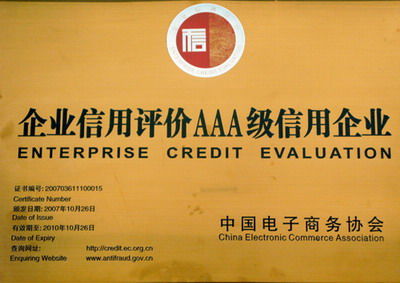 信
企业信用评价AAA级信用企业
ENTERPRISE CREDIT EVALUATION
证书编号: 200703611100015
Certificate Number
颁发日期: 2007年10月26日
Date of Issue
有效期至: 2010年10月26日
Date of Expiry
查询网址: http://credit.ec.org.cn
Enquiring Website www.antifraud.gov.cn
中国电子商务协会
China Electronic Commerce Association